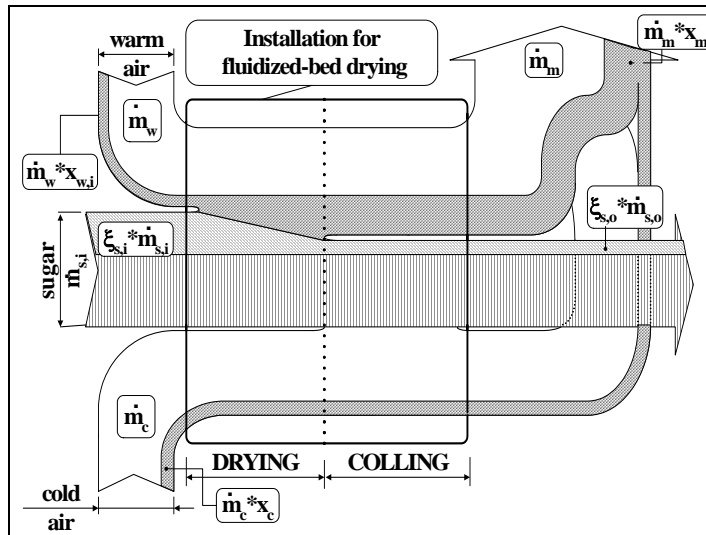 warm
air
Installation for
fluidized-bed drying
ṁm*xm
ṁm
ṁw
ṁw*xw,i
ξs,o*ṁs,o
ξs,i*ṁs,i
sugar
ṁs,i
ṁc
DRYING
COLLING
cold
air
ṁc*xc